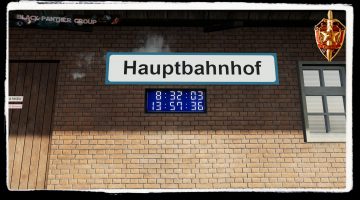 BLACK PANTHER GROUP
Hauptbahnhof
8:32:03
13:57:36